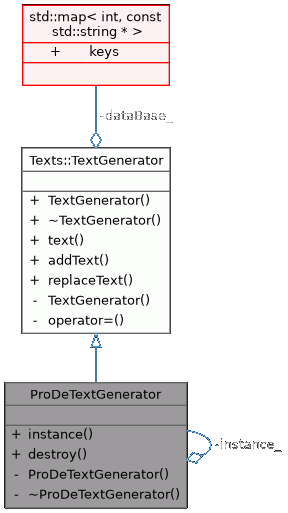 std::map< int, const
std::string * >
+ keys
-dataBase_
Texts::TextGenerator
+ TextGenerator()
+ ~TextGenerator()
+ text()
+ addText()
+ replaceText()
- TextGenerator()
- operator=()
ProDeTextGenerator
+ instance()
+ destroy()
- ProDeTextGenerator()
- ~ProDeTextGenerator()
-instance_